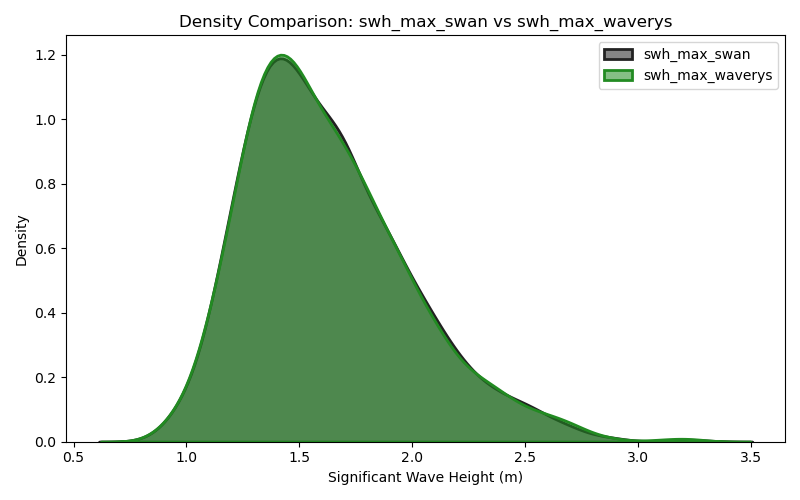 Density Comparison: swh_max_swan vs swh_max_waverys
swh_max_swan
swh_max_waverys
1.2
1.0
0.8
0.6
0.4
0.2
0.0
Density
0.5
1.0
1.5
2.0
2.5
3.0
3.5
Significant Wave Height (m)